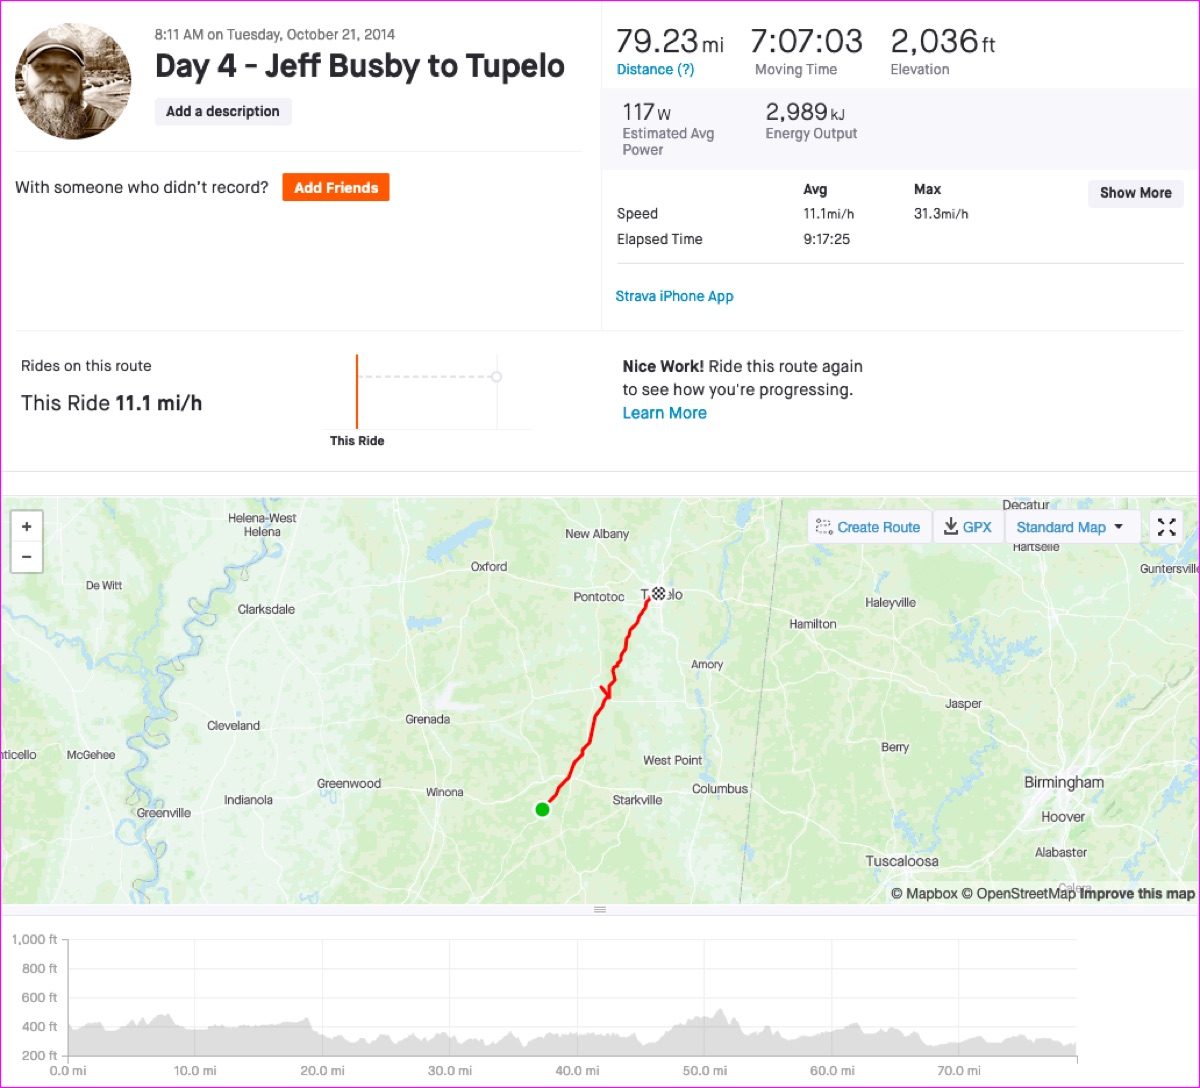 8:11 AM on Tuesday, October 21, 2014
Day 4 - Jeff Busby to Tupelo
Add a description
With someone who didn't record? Add Friends
79.23 mi 7:07:03 2,036 ft
Distance (?) Moving Time Elevation
117 W 2,989 kJ
Estimated Avg Power Energy Output
Avg Max Show More
Speed 11.1mi/h 31.3mi/h
Elapsed Time 9:17:25
Strava iPhone App
Rides on this route
This Ride 11.1 mi/h
This Ride
Nice Work! Ride this route again
to see how you're progressing.
Learn More
+
−
Create Route GPX Standard Map
Decatur
Hartselle
Guntersville
Helena-West
Helena
New Albany
Oxford
De Witt
Pontotoc
Clarksdale
Haleyville
Hamilton
Amory
Jasper
Grenada
Cleveland
McGehee
Berry
West Point
Greenwood
Winona
Columbus
Birmingham
Indianola
Starkville
Greenville
Hoover
Alabaster
Tuscaloosa
Calera
© Mapbox © OpenStreetMap Improve this map
1,000 ft
800 ft
600 ft
400 ft
200 ft
0.0 mi 10.0 mi 20.0 mi 30.0 mi 40.0 mi 50.0 mi 60.0 mi 70.0 mi